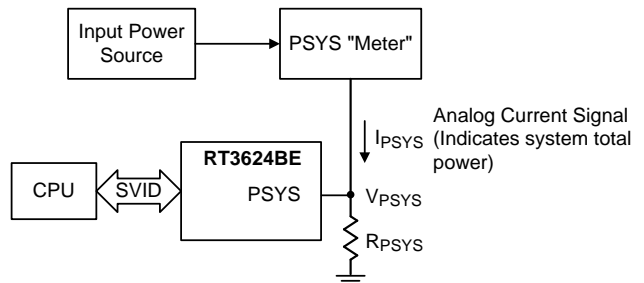 Input Power
Source
PSYS "Meter"
Analog Current Signal
IPSYS (Indicates system total
power)
RT3624BE
CPU
SVID
PSYS
VPSYS
RPSYS